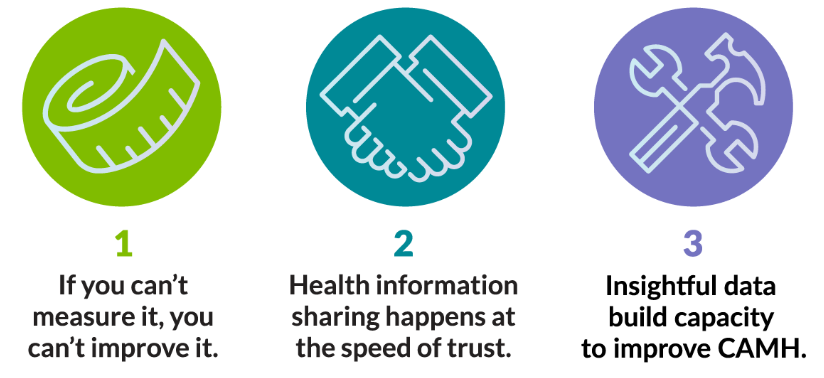 1
If you can’t
measure it, you
can’t improve it.
2
Health information
sharing happens at
the speed of trust.
3
Insightful data
build capacity
to improve CAMH.